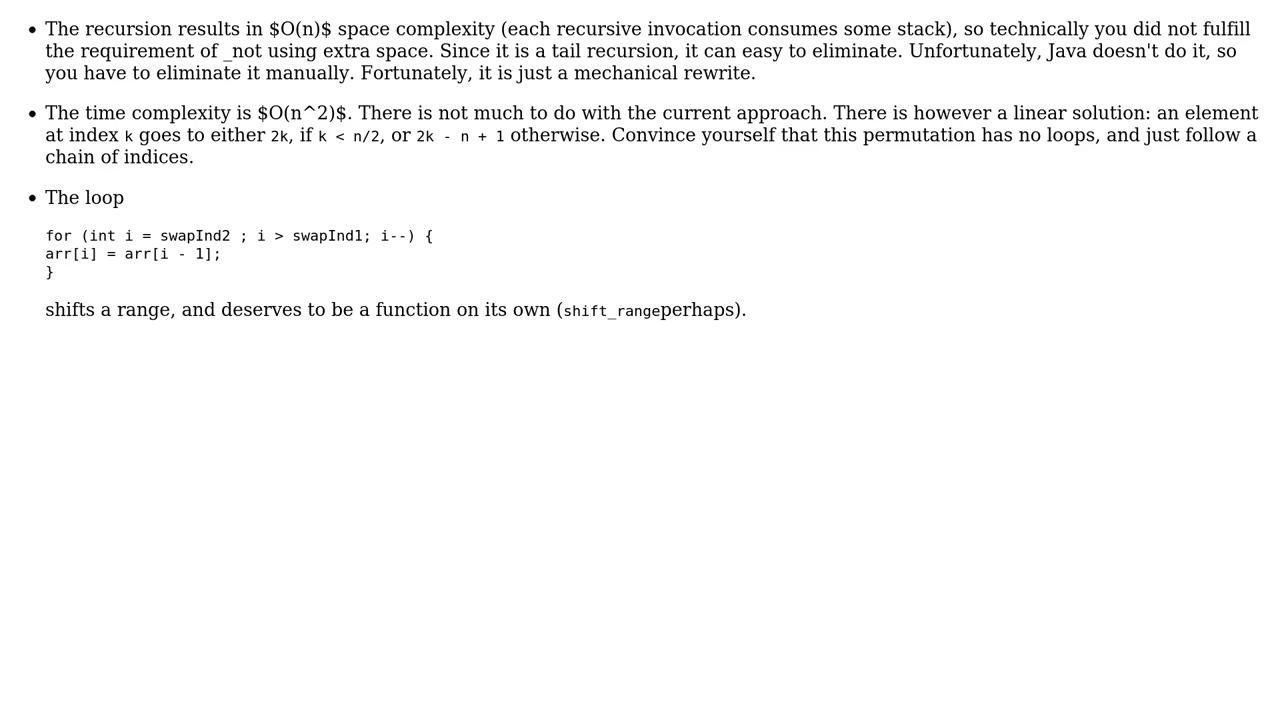 The recursion results in $O(n)$ space complexity (each recursive invocation consumes some stack), so technically you did not fulfill
the requirement of _not using extra space. Since it is a tail recursion, it can easy to eliminate. Unfortunately, Java doesn't do it, so
you have to eliminate it manually. Fortunately, it is just a mechanical rewrite.
The time complexity is $O(n^2)$. There is not much to do with the current approach. There is however a linear solution: an element
at index k goes to either 2k, if k < n/2, or 2k - n + 1 otherwise. Convince yourself that this permutation has no loops, and just follow a
chain of indices.
The loop
for (int i = swapInd2 ; i > swapInd1; i--) {
arr[i] = arr[i - 1];
}
shifts a range, and deserves to be a function on its own (shift_rangeperhaps).